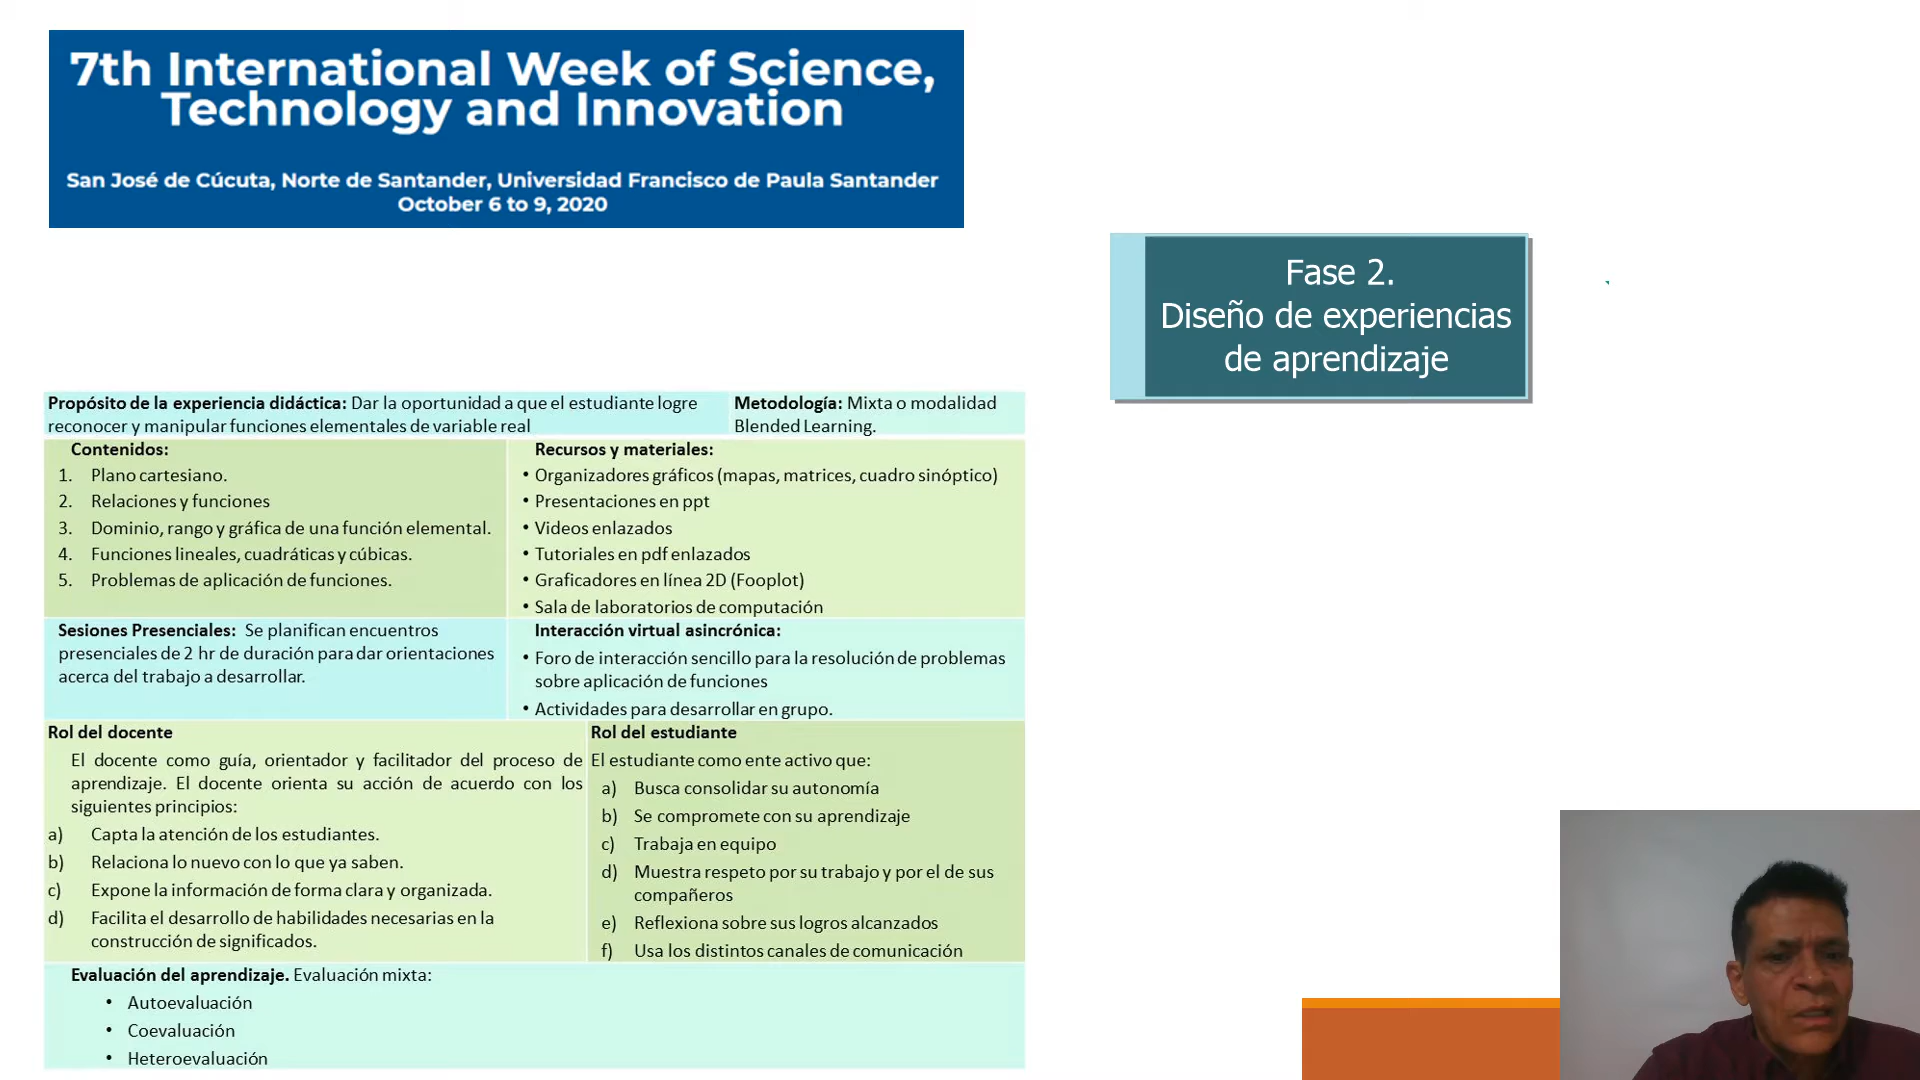 7th International Week of Science,
Technology and Innovation
San José de Cúcuta, Norte de Santander, Universidad Francisco de Paula Santander
October 6 to 9, 2020
Fase 2.
Diseño de experiencias
de aprendizaje
Propósito de la experiencia didáctica: Dar la oportunidad a que el estudiante logre
reconocer y manipular funciones elementales de variable real
Metodología: Mixta o modalidad
Blended Learning.
Contenidos:
1. Plano cartesiano.
2. Relaciones y funciones
3. Dominio, rango y gráfica de una función elemental.
4. Funciones lineales, cuadráticas y cúbicas.
5. Problemas de aplicación de funciones.
Recursos y materiales:
• Organizadores gráficos (mapas, matrices, cuadro sinóptico)
• Presentaciones en ppt
• Videos enlazados
• Tutoriales en pdf enlazados
• Graficadores en línea 2D (Fooplot)
• Sala de laboratorios de computación
Sesiones Presenciales: Se planifican encuentros
presenciales de 2 hr de duración para dar orientaciones
acerca del trabajo a desarrollar.
Interacción virtual asincrónica:
• Foro de interacción sencillo para la resolución de problemas
sobre aplicación de funciones
• Actividades para desarrollar en grupo.
Rol del docente
El docente como guía, orientador y facilitador del proceso de
aprendizaje. El docente orienta su acción de acuerdo con los
siguientes principios:
a) Capta la atención de los estudiantes.
b) Relaciona lo nuevo con lo que ya saben.
c) Expone la información de forma clara y organizada.
d) Facilita el desarrollo de habilidades necesarias en la
construcción de significados.
Rol del estudiante
El estudiante como ente activo que:
a) Busca consolidar su autonomía
b) Se compromete con su aprendizaje
c) Trabaja en equipo
d) Muestra respeto por su trabajo y por el de sus
compañeros
e) Reflexiona sobre sus logros alcanzados
f) Usa los distintos canales de comunicación
Evaluación del aprendizaje. Evaluación mixta:
• Autoevaluación
• Coevaluación
• Heteroevaluación